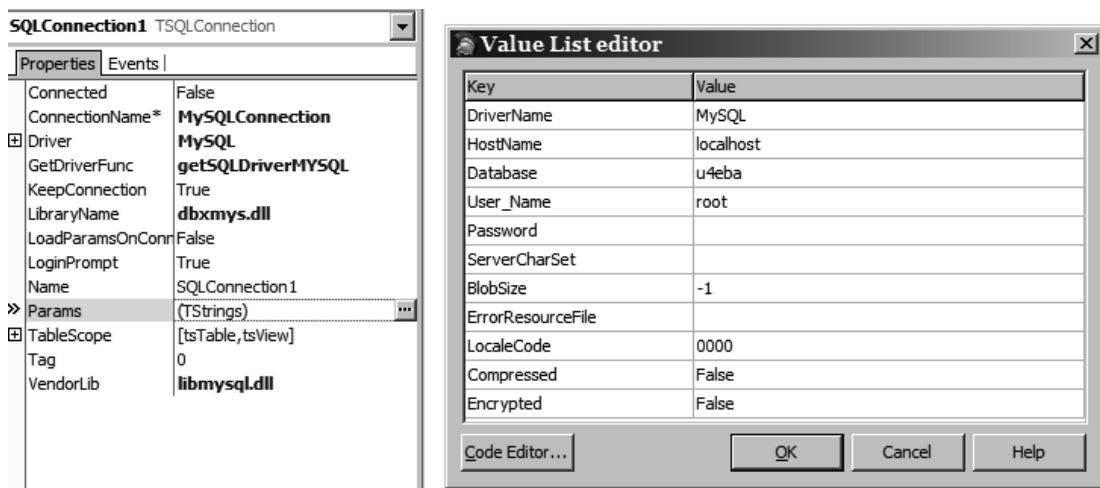 SQLConnection1 TSQLConnection
Properties Events
Connected False
ConnectionName* MySQLConnection
Driver MySQL
GetDriverFunc getSQLDriverMYSQL
KeepConnection True
LibraryName dbxmys.dll
LoadParamsOnConn False
LoginPrompt True
Name SQLConnection1
Params (TStrings) ...
TableScope [tsTable,tsView]
Tag 0
VendorLib libmysql.dll
Value List editor
Key Value
DriverName MySQL
HostName localhost
Database u4eba
User_Name root
Password
ServerCharSet
BlobSize -1
ErrorResourceFile
LocaleCode 0000
Compressed False
Encrypted False
Code Editor... OK Cancel Help